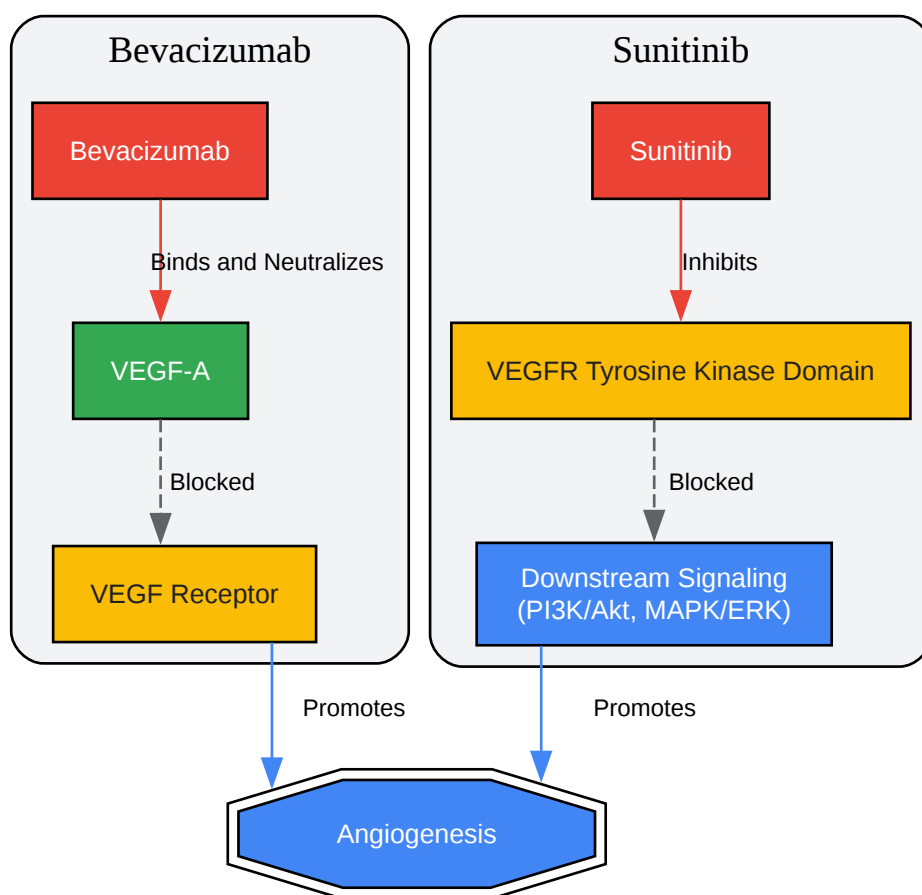 Bevacizumab
Bevacizumab
Binds and Neutralizes
VEGF-A
Blocked
VEGF Receptor
Promotes
Sunitinib
Sunitinib
Inhibits
VEGFR Tyrosine Kinase Domain
Blocked
Downstream Signaling
(PI3K/Akt, MAPK/ERK)
Promotes
Angiogenesis